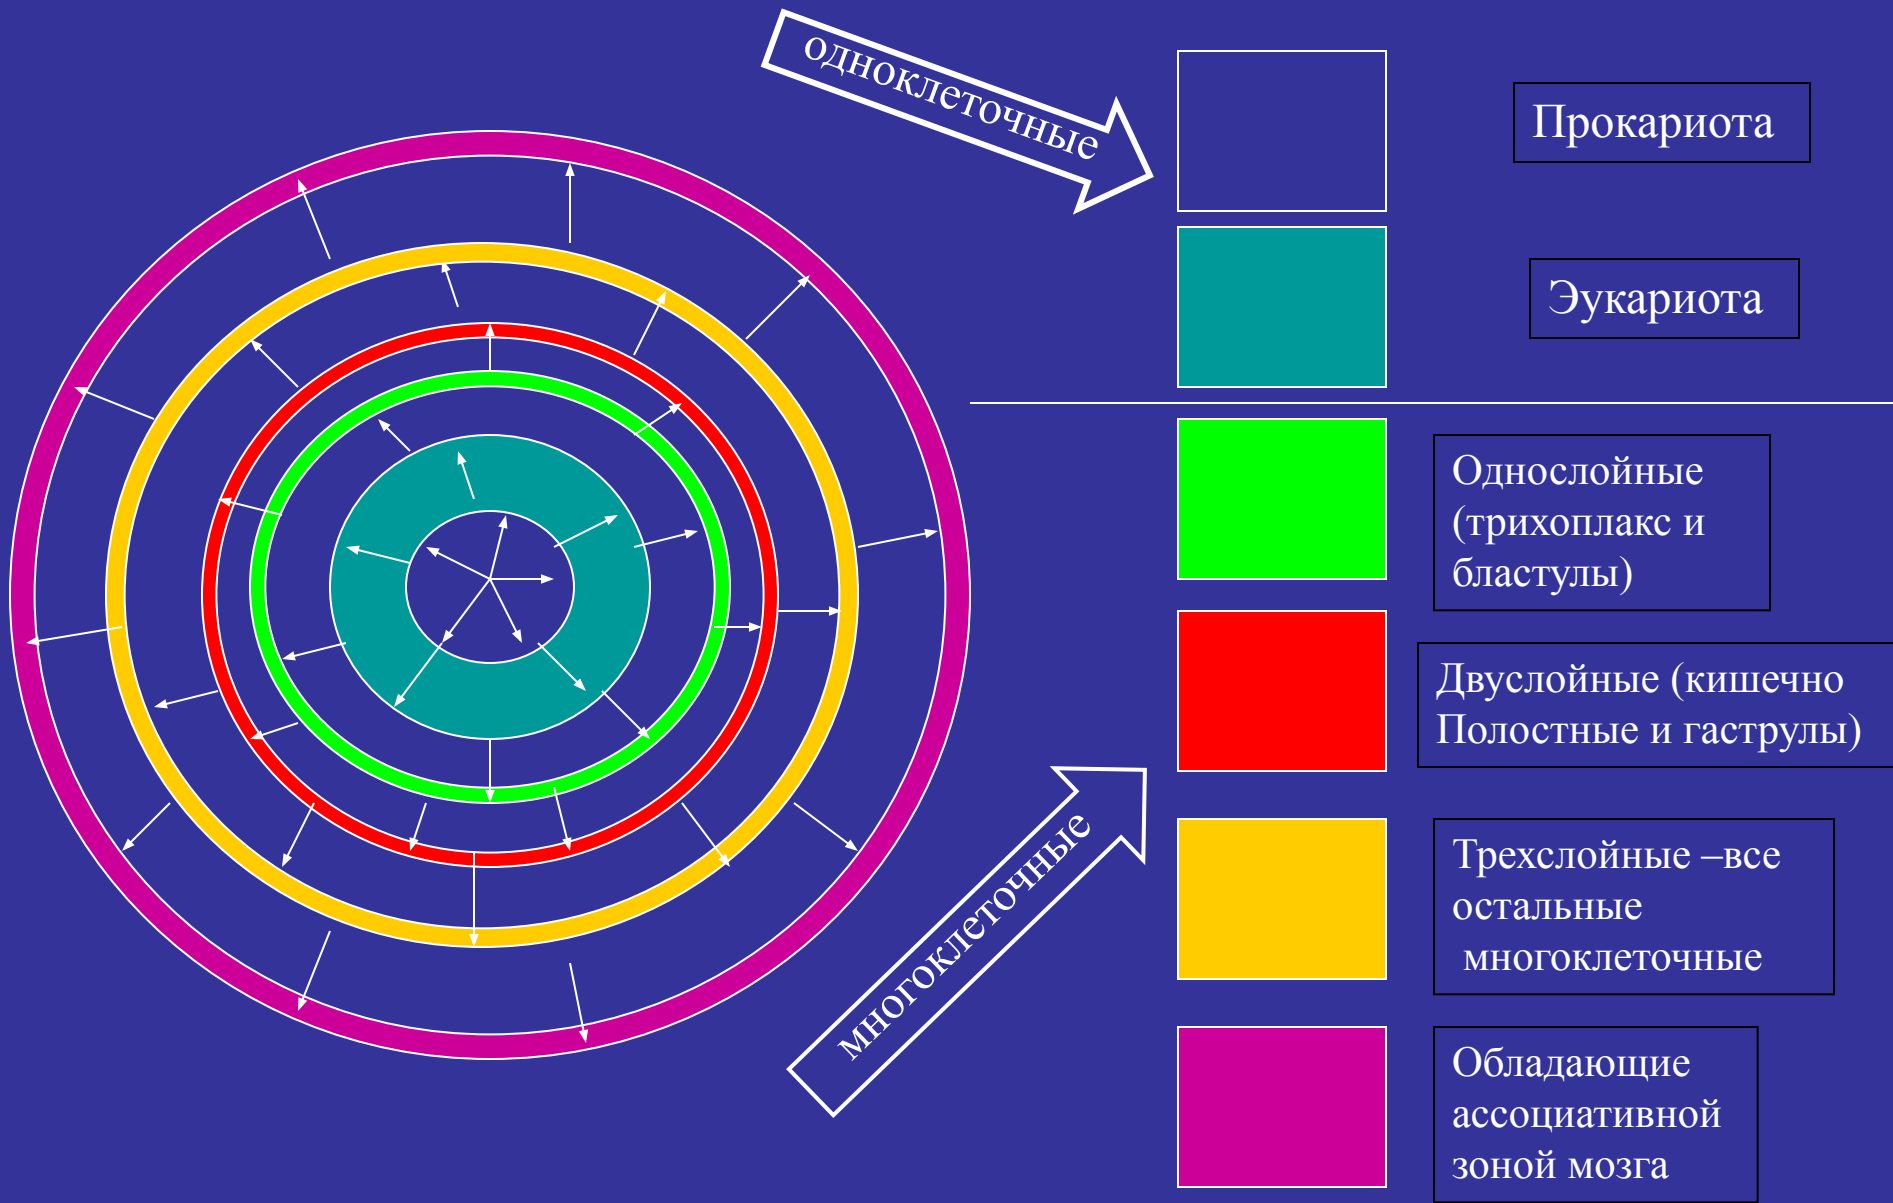 одноклеточные
Прокариота
Эукариота
Однослойные
(трихоплакс и
бластулы)
Двуслойные (кишечно
Полостные и гаструлы)
многоклеточные
Трехслойные –все
остальные
многоклеточные
Обладающие
ассоциативной
зоной мозга